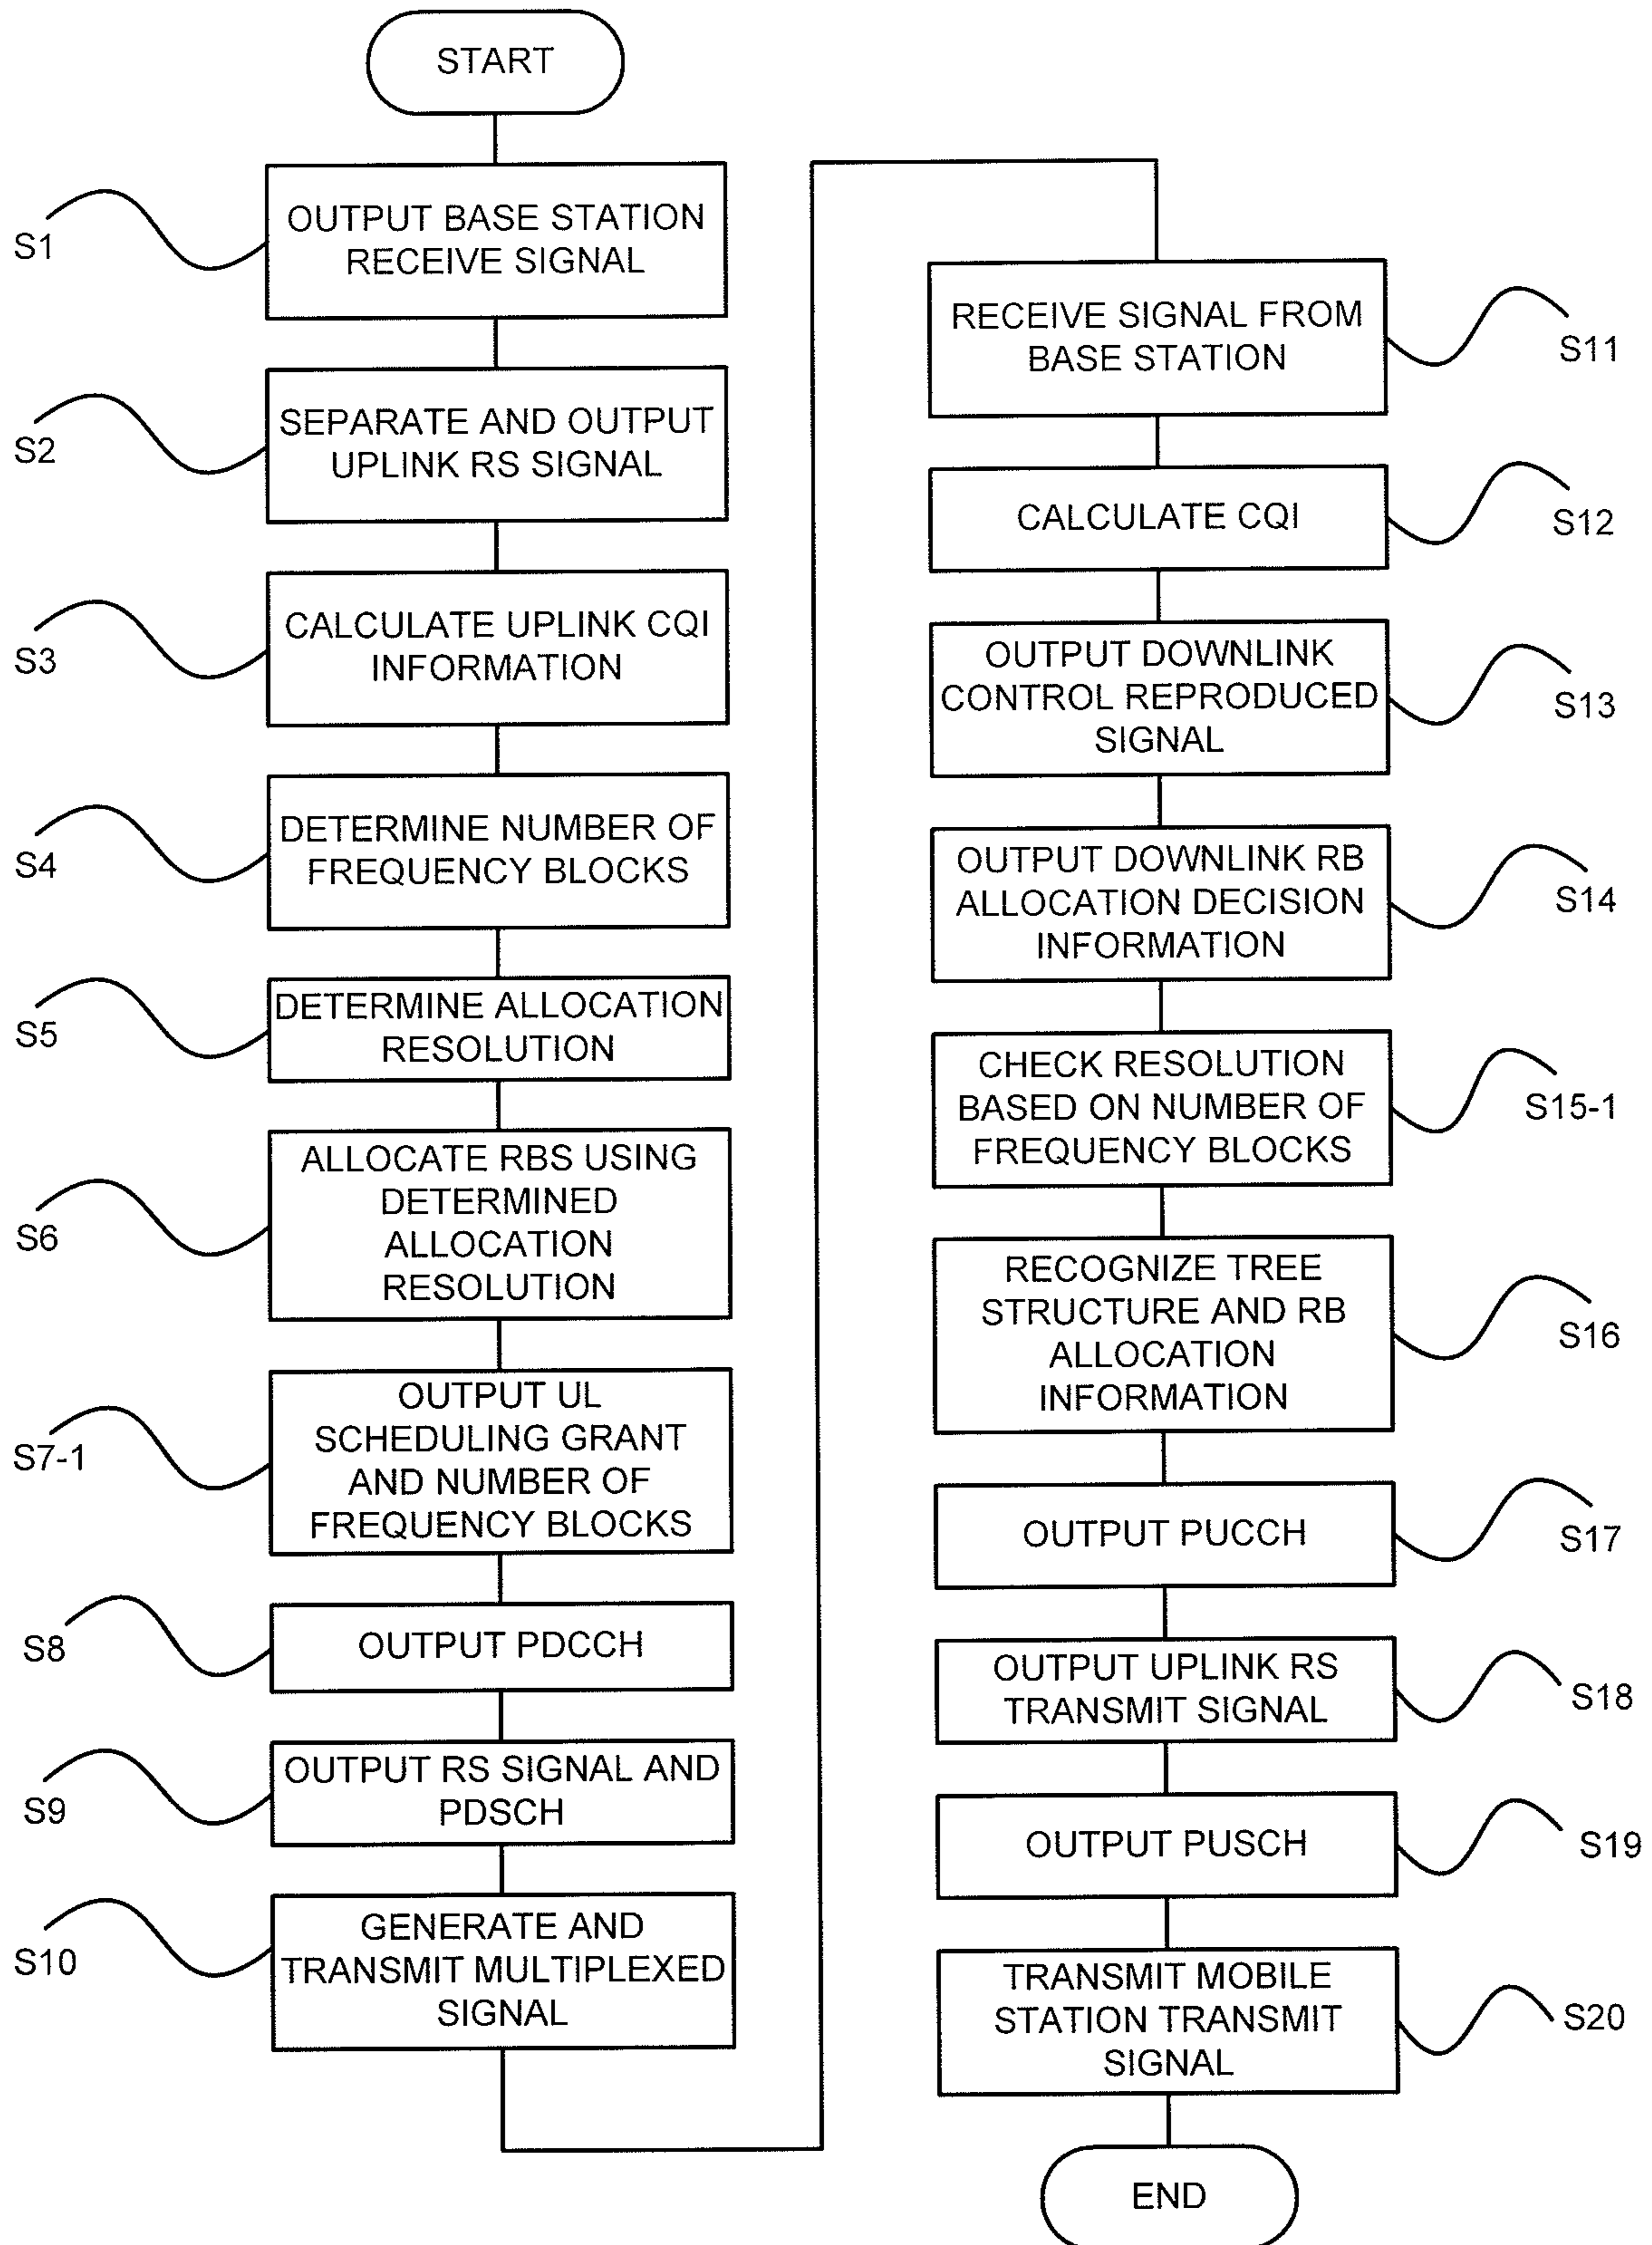 START
S1
OUTPUT BASE STATION
RECEIVE SIGNAL
S2
SEPARATE AND OUTPUT
UPLINK RS SIGNAL
S3
CALCULATE UPLINK CQI
INFORMATION
S4
DETERMINE NUMBER OF
FREQUENCY BLOCKS
S5
DETERMINE ALLOCATION
RESOLUTION
S6
ALLOCATE RBS USING
DETERMINED
ALLOCATION
RESOLUTION
S7-1
OUTPUT UL
SCHEDULING GRANT
AND NUMBER OF
FREQUENCY BLOCKS
S8
OUTPUT PDCCH
S9
OUTPUT RS SIGNAL AND
PDSCH
S10
GENERATE AND
TRANSMIT MULTIPLEXED
SIGNAL
RECEIVE SIGNAL FROM
BASE STATION
S11
CALCULATE CQI
S12
OUTPUT DOWNLINK
CONTROL REPRODUCED
SIGNAL
S13
OUTPUT DOWNLINK RB
ALLOCATION DECISION
INFORMATION
S14
CHECK RESOLUTION
BASED ON NUMBER OF
FREQUENCY BLOCKS
S15-1
RECOGNIZE TREE
STRUCTURE AND RB
ALLOCATION
INFORMATION
S16
OUTPUT PUCCH
S17
OUTPUT UPLINK RS
TRANSMIT SIGNAL
S18
OUTPUT PUSCH
S19
TRANSMIT MOBILE
STATION TRANSMIT
SIGNAL
S20
END